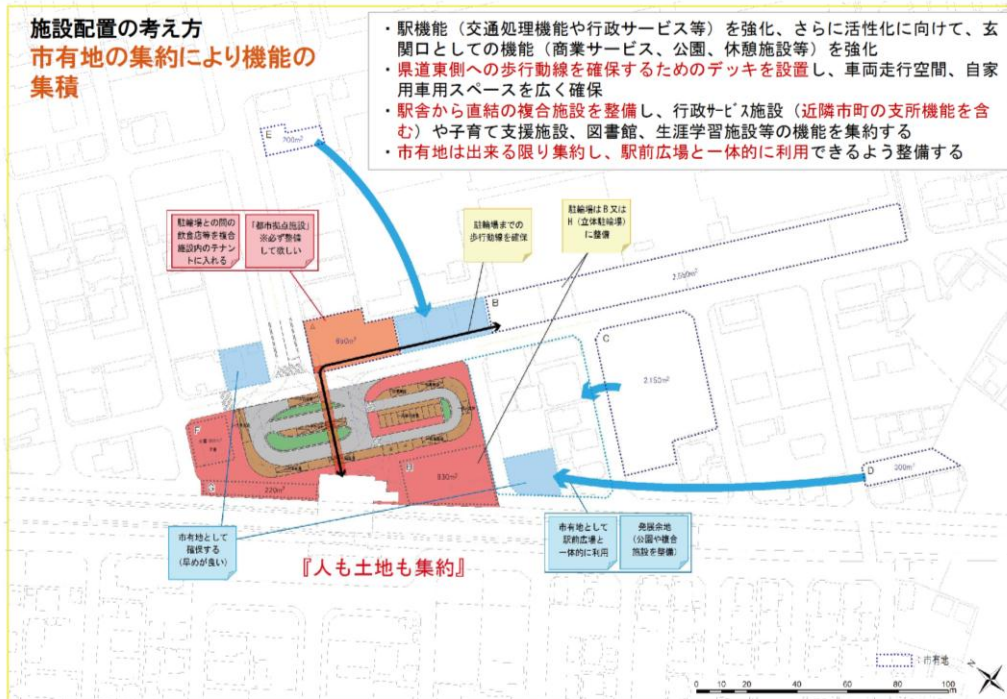 施設配置の考え方
市有地の集約により機能の
集積
・駅機能（交通処理機能や行政サービス等）を強化、さらに活性化に向けて、玄
関口としての機能（商業サービス、公園、休憩施設等）を強化
・県道東側への歩行動線を確保するためのデッキを設置し、車両走行空間、自家
用車用スペースを広く確保
・駅舎から直結の複合施設を整備し、行政ｻｰﾋﾞｽ施設（近隣市町の支所機能を含
む）や子育て支援施設、図書館、生涯学習施設等の機能を集約する
・市有地は出来る限り集約し、駅前広場と一体的に利用できるよう整備する
E
700m²
駐輪場との間の
飲食店等を複合
施設内のテナン
トに入れる
「都市拠点施設」
※必ず整備
して欲しい
駐輪場までの
歩行動線を確保
駐輪場はB又は
H（立体駐輪場）
に整備
B
A
C
2,150m²
F
H
G
220m²
D
市有地として
確保する
（早めが良い）
『人も土地も集約』
市有地として
駅前広場と
一体的に利用
発展余地
（公園や複合
施設を整備）
：市有地
N
0 20 40 60 80 100
m